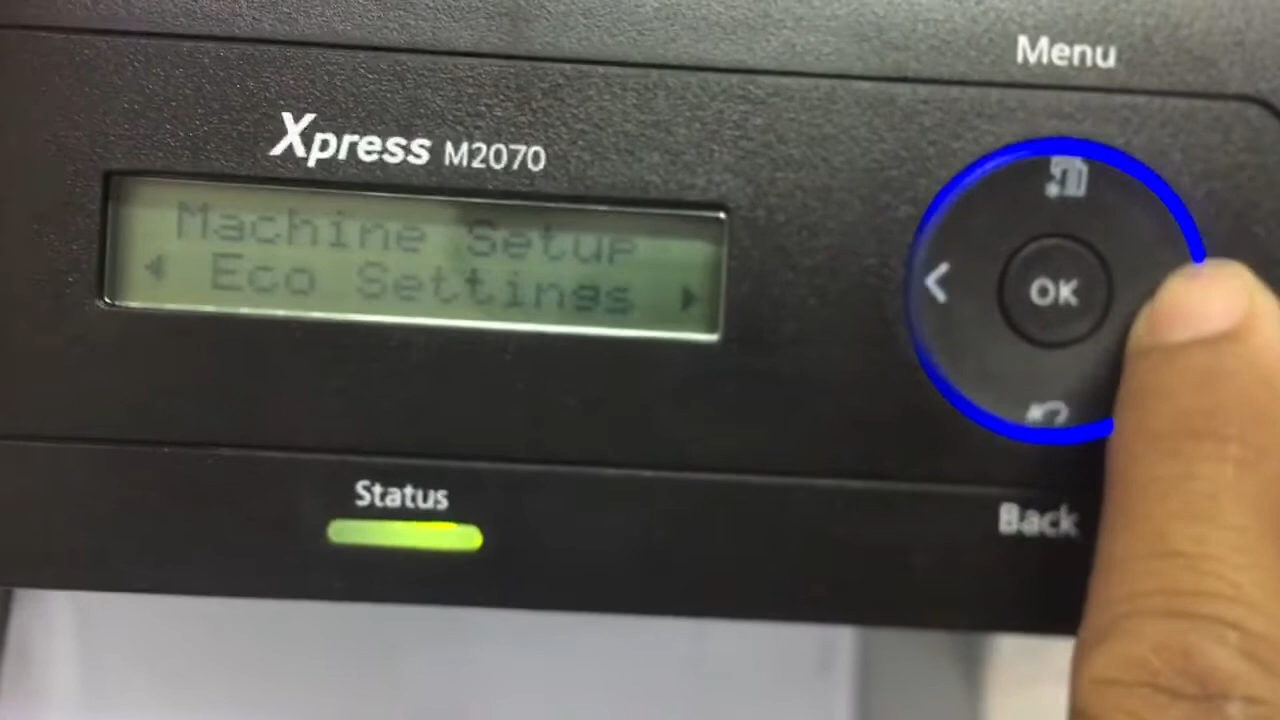 Menu
Xpress M2070
Machine Setup
Eco Settings
OK
Status
Back